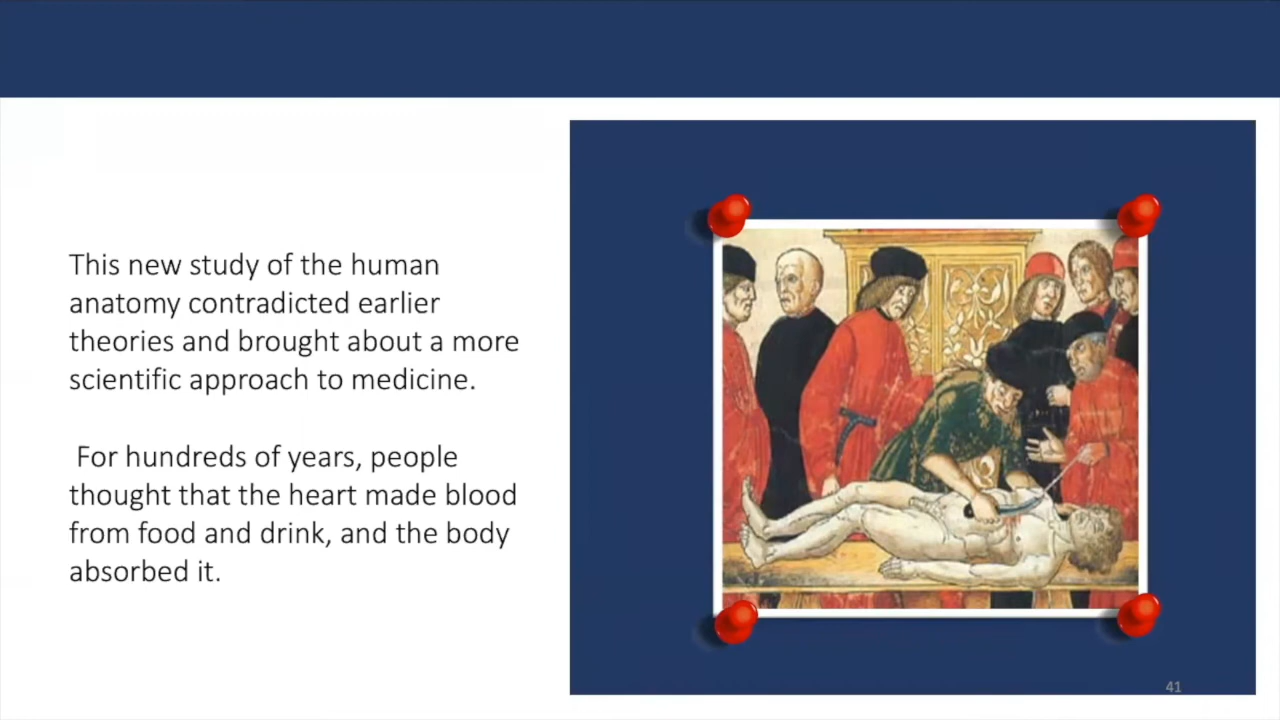 This new study of the human
anatomy contradicted earlier
theories and brought about a more
scientific approach to medicine.
For hundreds of years, people
thought that the heart made blood
from food and drink, and the body
absorbed it.
41